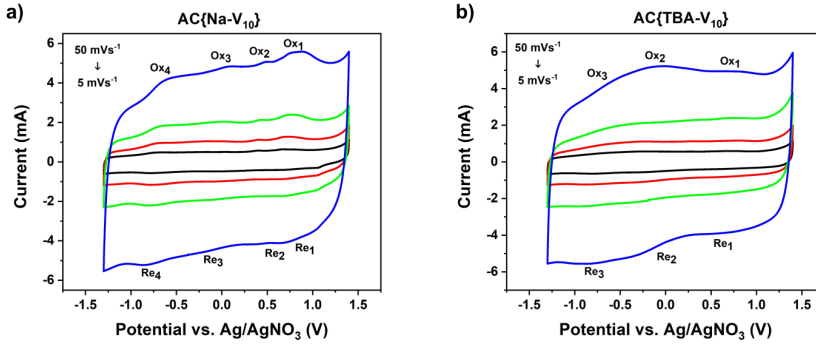 a)
AC{Na-V₁₀}
50 mVs⁻¹
↓
5 mVs⁻¹
Ox₄
Ox₃
Ox₂
Ox₁
Re₄
Re₃
Re₂
Re₁
6
4
2
0
-2
-4
-6
Current (mA)
-1.5 -1.0 -0.5 0.0 0.5 1.0 1.5
Potential vs. Ag/AgNO₃ (V)
b)
AC{TBA-V₁₀}
50 mVs⁻¹
↓
5 mVs⁻¹
Ox₃
Ox₂
Ox₁
Re₃
Re₂
Re₁
6
4
2
0
-2
-4
-6
Current (mA)
-1.5 -1.0 -0.5 0.0 0.5 1.0 1.5
Potential vs. Ag/AgNO₃ (V)